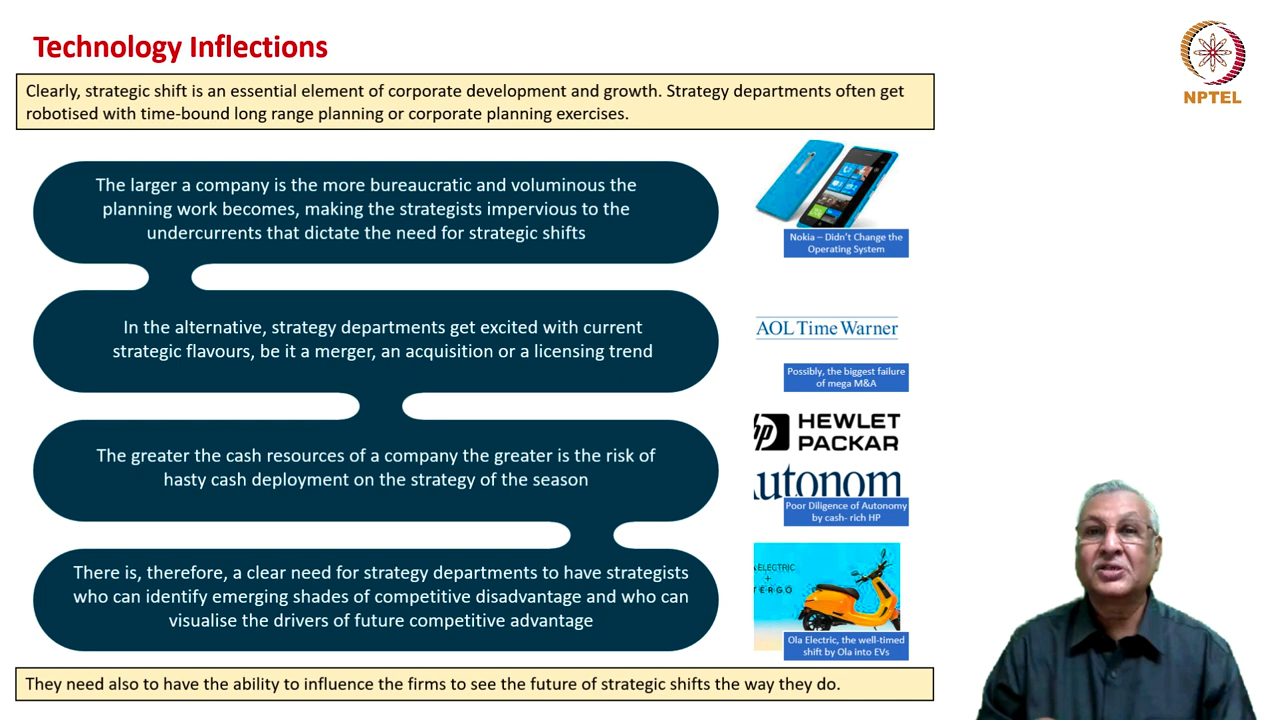 Technology Inflections
NPTEL
Clearly, strategic shift is an essential element of corporate development and growth. Strategy departments often get
robotised with time-bound long range planning or corporate planning exercises.
The larger a company is the more bureaucratic and voluminous the
planning work becomes, making the strategists impervious to the
undercurrents that dictate the need for strategic shifts
Nokia – Didn't Change the
Operating System
In the alternative, strategy departments get excited with current
strategic flavours, be it a merger, an acquisition or a licensing trend
AOL Time Warner
Possibly, the biggest failure
of mega M&A
The greater the cash resources of a company the greater is the risk of
hasty cash deployment on the strategy of the season
hp
HEWLET
PACKAR
utonom
Poor Diligence of Autonomy
by cash- rich HP
There is, therefore, a clear need for strategy departments to have strategists
who can identify emerging shades of competitive disadvantage and who can
visualise the drivers of future competitive advantage
ELECTRIC
+
Ola Electric, the well-timed
shift by Ola into EVs
They need also to have the ability to influence the firms to see the future of strategic shifts the way they do.